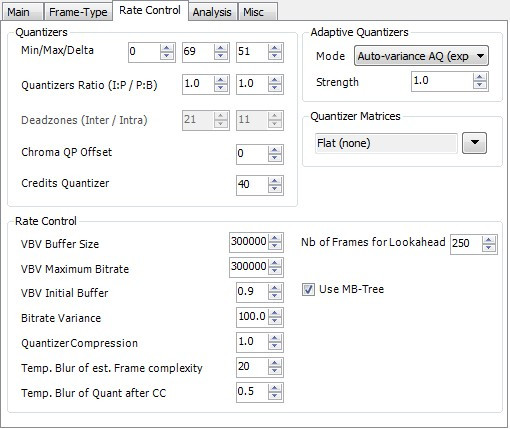 Main Frame-Type Rate Control Analysis Misc
Quantizers
Min/Max/Delta 0 69 51
Quantizers Ratio (I:P / P:B) 1.0 1.0
Deadzones (Inter / Intra) 21 11
Chroma QP Offset 0
Credits Quantizer 40
Adaptive Quantizers
Mode Auto-variance AQ (exp
Strength 1.0
Quantizer Matrices
Flat (none)
Rate Control
VBV Buffer Size 300000
VBV Maximum Bitrate 300000
VBV Initial Buffer 0.9
Bitrate Variance 100.0
Quantizer Compression 1.0
Temp. Blur of est. Frame complexity 20
Temp. Blur of Quant after CC 0.5
Nb of Frames for Lookahead 250
Use MB-Tree